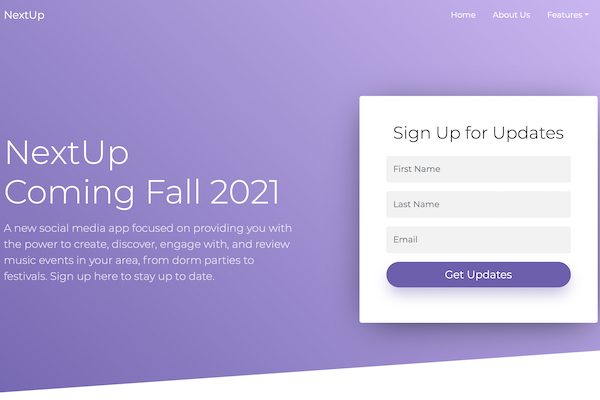 NextUp
Home About Us Features
NextUp
Coming Fall 2021
A new social media app focused on providing you with
the power to create, discover, engage with, and review
music events in your area, from dorm parties to
festivals. Sign up here to stay up to date.
Sign Up for Updates
First Name
Last Name
Email
Get Updates